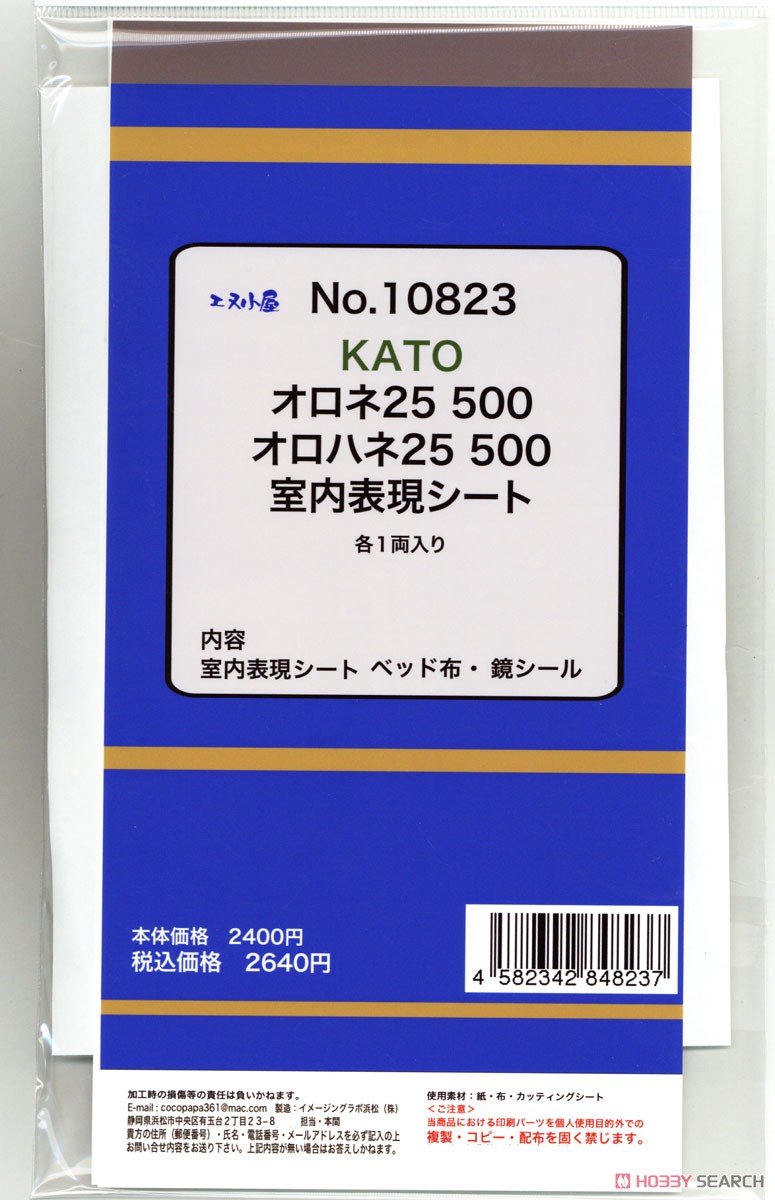 エヌ小屋 No.10823
KATO
オロネ25 500
オロハネ25 500
室内表現シート
各1両入り
内容
室内表現シート ベッド布・ 鏡シール
本体価格 2400円
税込価格 2640円
4 582342 848237
加工時の損傷等の責任は負いかねます。
E-mail : cocopapa361@mac.com 製造:イメージングラボ浜松(株)
静岡県浜松市中央区有玉台2丁目23-8 担当・本間
貴方の住所(郵便番号)・氏名・電話番号・メールアドレスを必ず記入の上
お問い合せ内容をお送り下さい。上記内容が無い場合はお答えしかねます。
使用素材:紙・布・カッティングシート
<ご注意>
当商品における印刷パーツを個人使用目的外での
複製・コピー・配布を固く禁じます。
HOBBY SEARCH